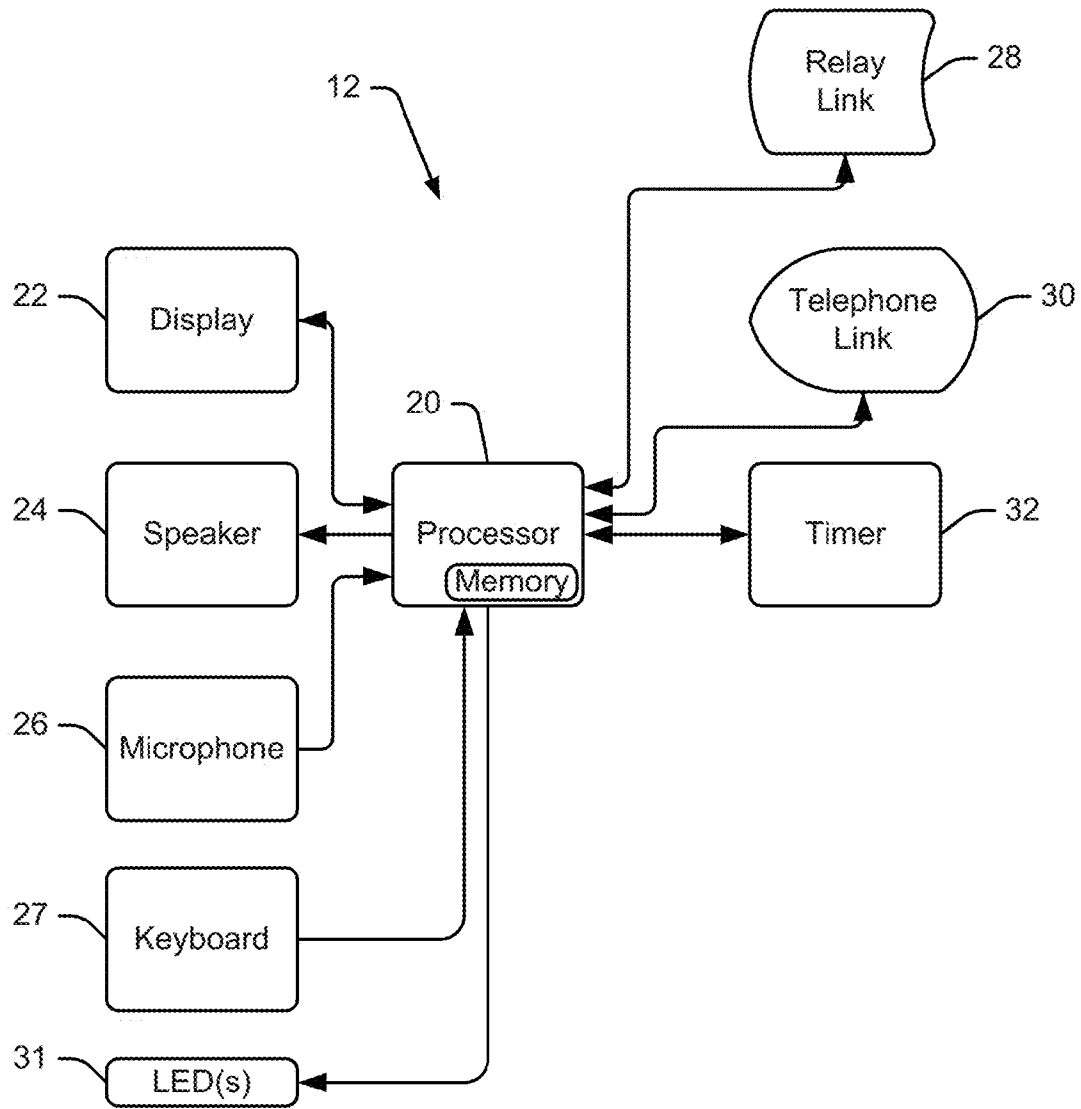 Relay
Link
28
12
22
Display
Telephone
Link
30
20
24
Speaker
Processor
Memory
Timer
32
26
Microphone
27
Keyboard
31
LED(s)